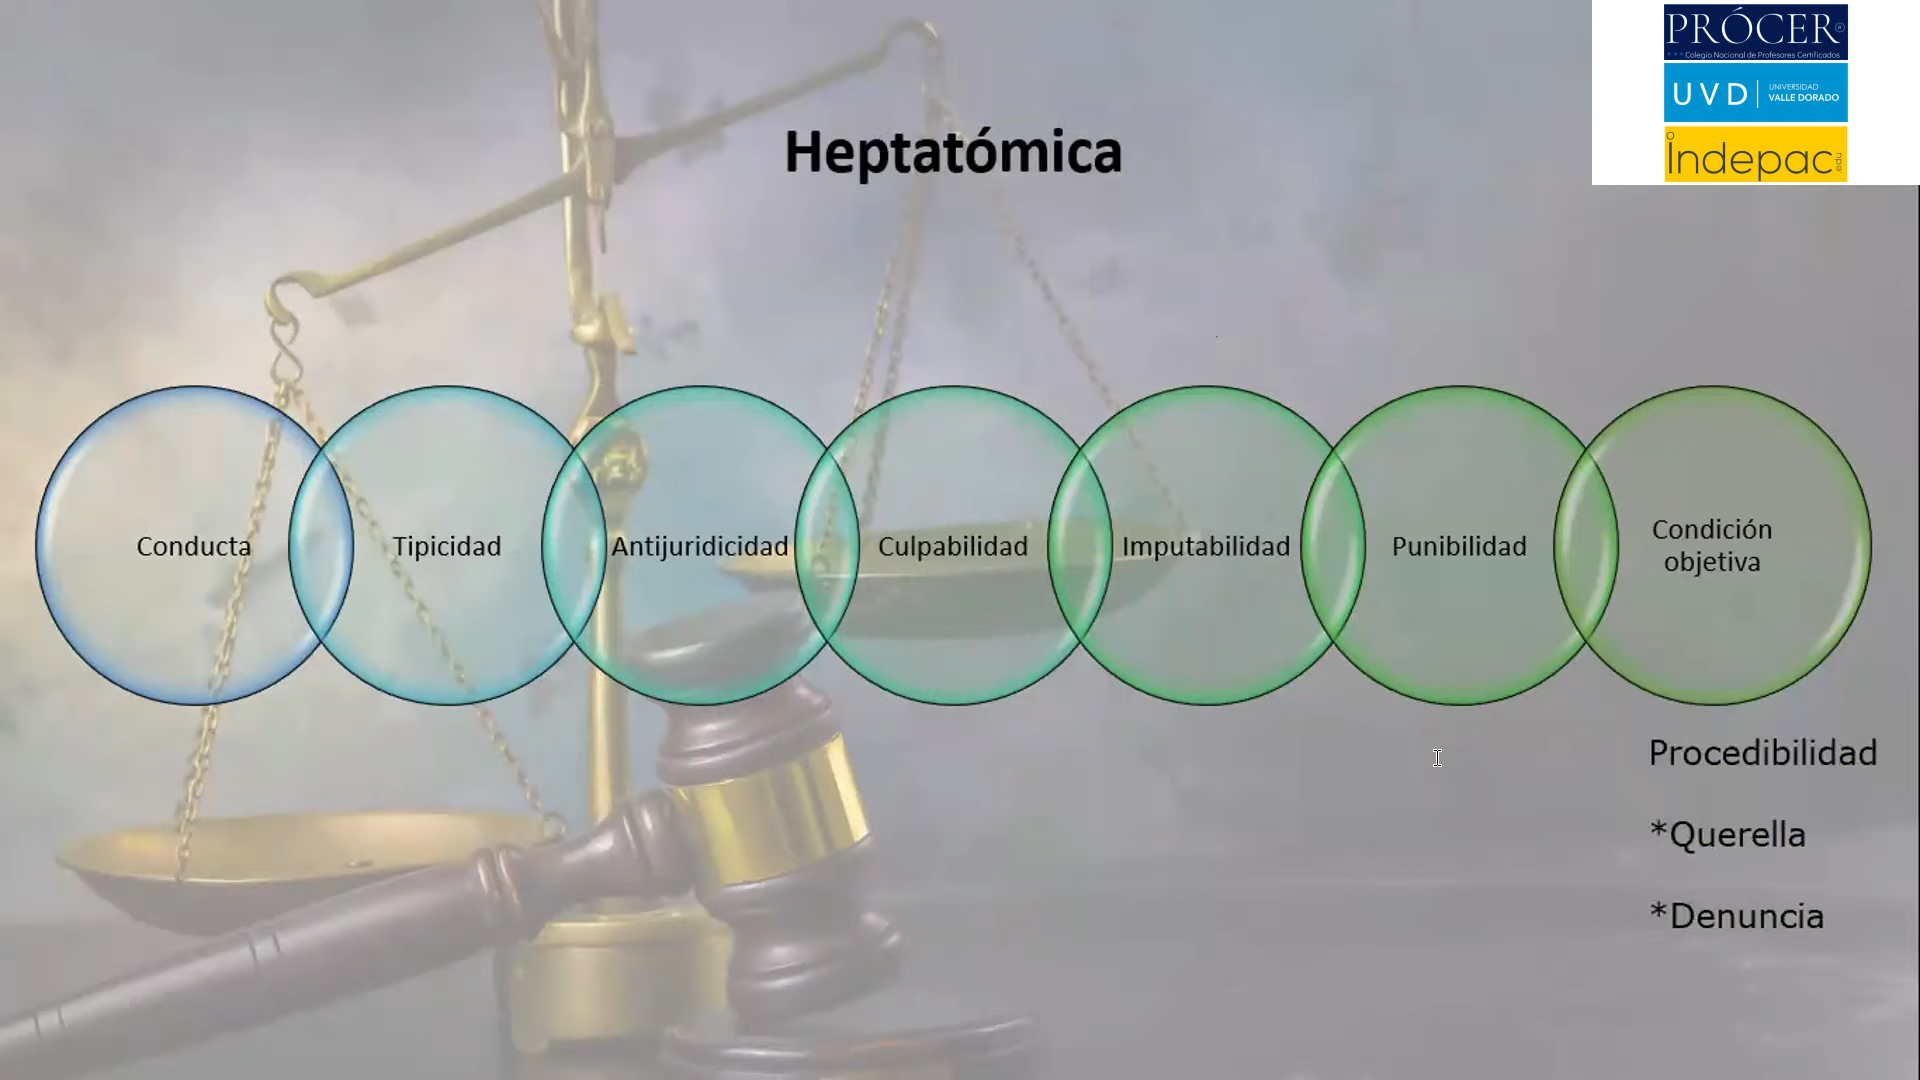 PRÓCER®
Colegio Nacional de Profesores Certificados
UVD
UNIVERSIDAD
VALLE DORADO
indepac.edu
Heptatómica
Conducta
Tipicidad
Antijuridicidad
Culpabilidad
Imputabilidad
Punibilidad
Condición
objetiva
Procedibilidad
*Querella
*Denuncia